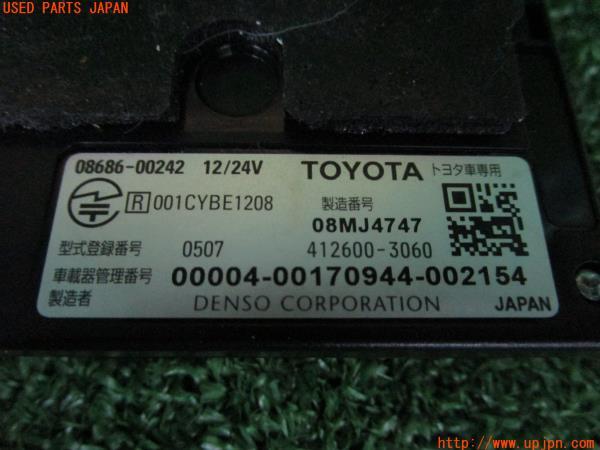 USED PARTS JAPAN
08686-00242 12/24V TOYOTA トヨタ車専用
R 001CYBE1208 製造番号
08MJ4747
型式登録番号 0507 412600-3060
車載器管理番号 00004-00170944-002154
製造者 DENSO CORPORATION JAPAN
http://www.upjpn.com/